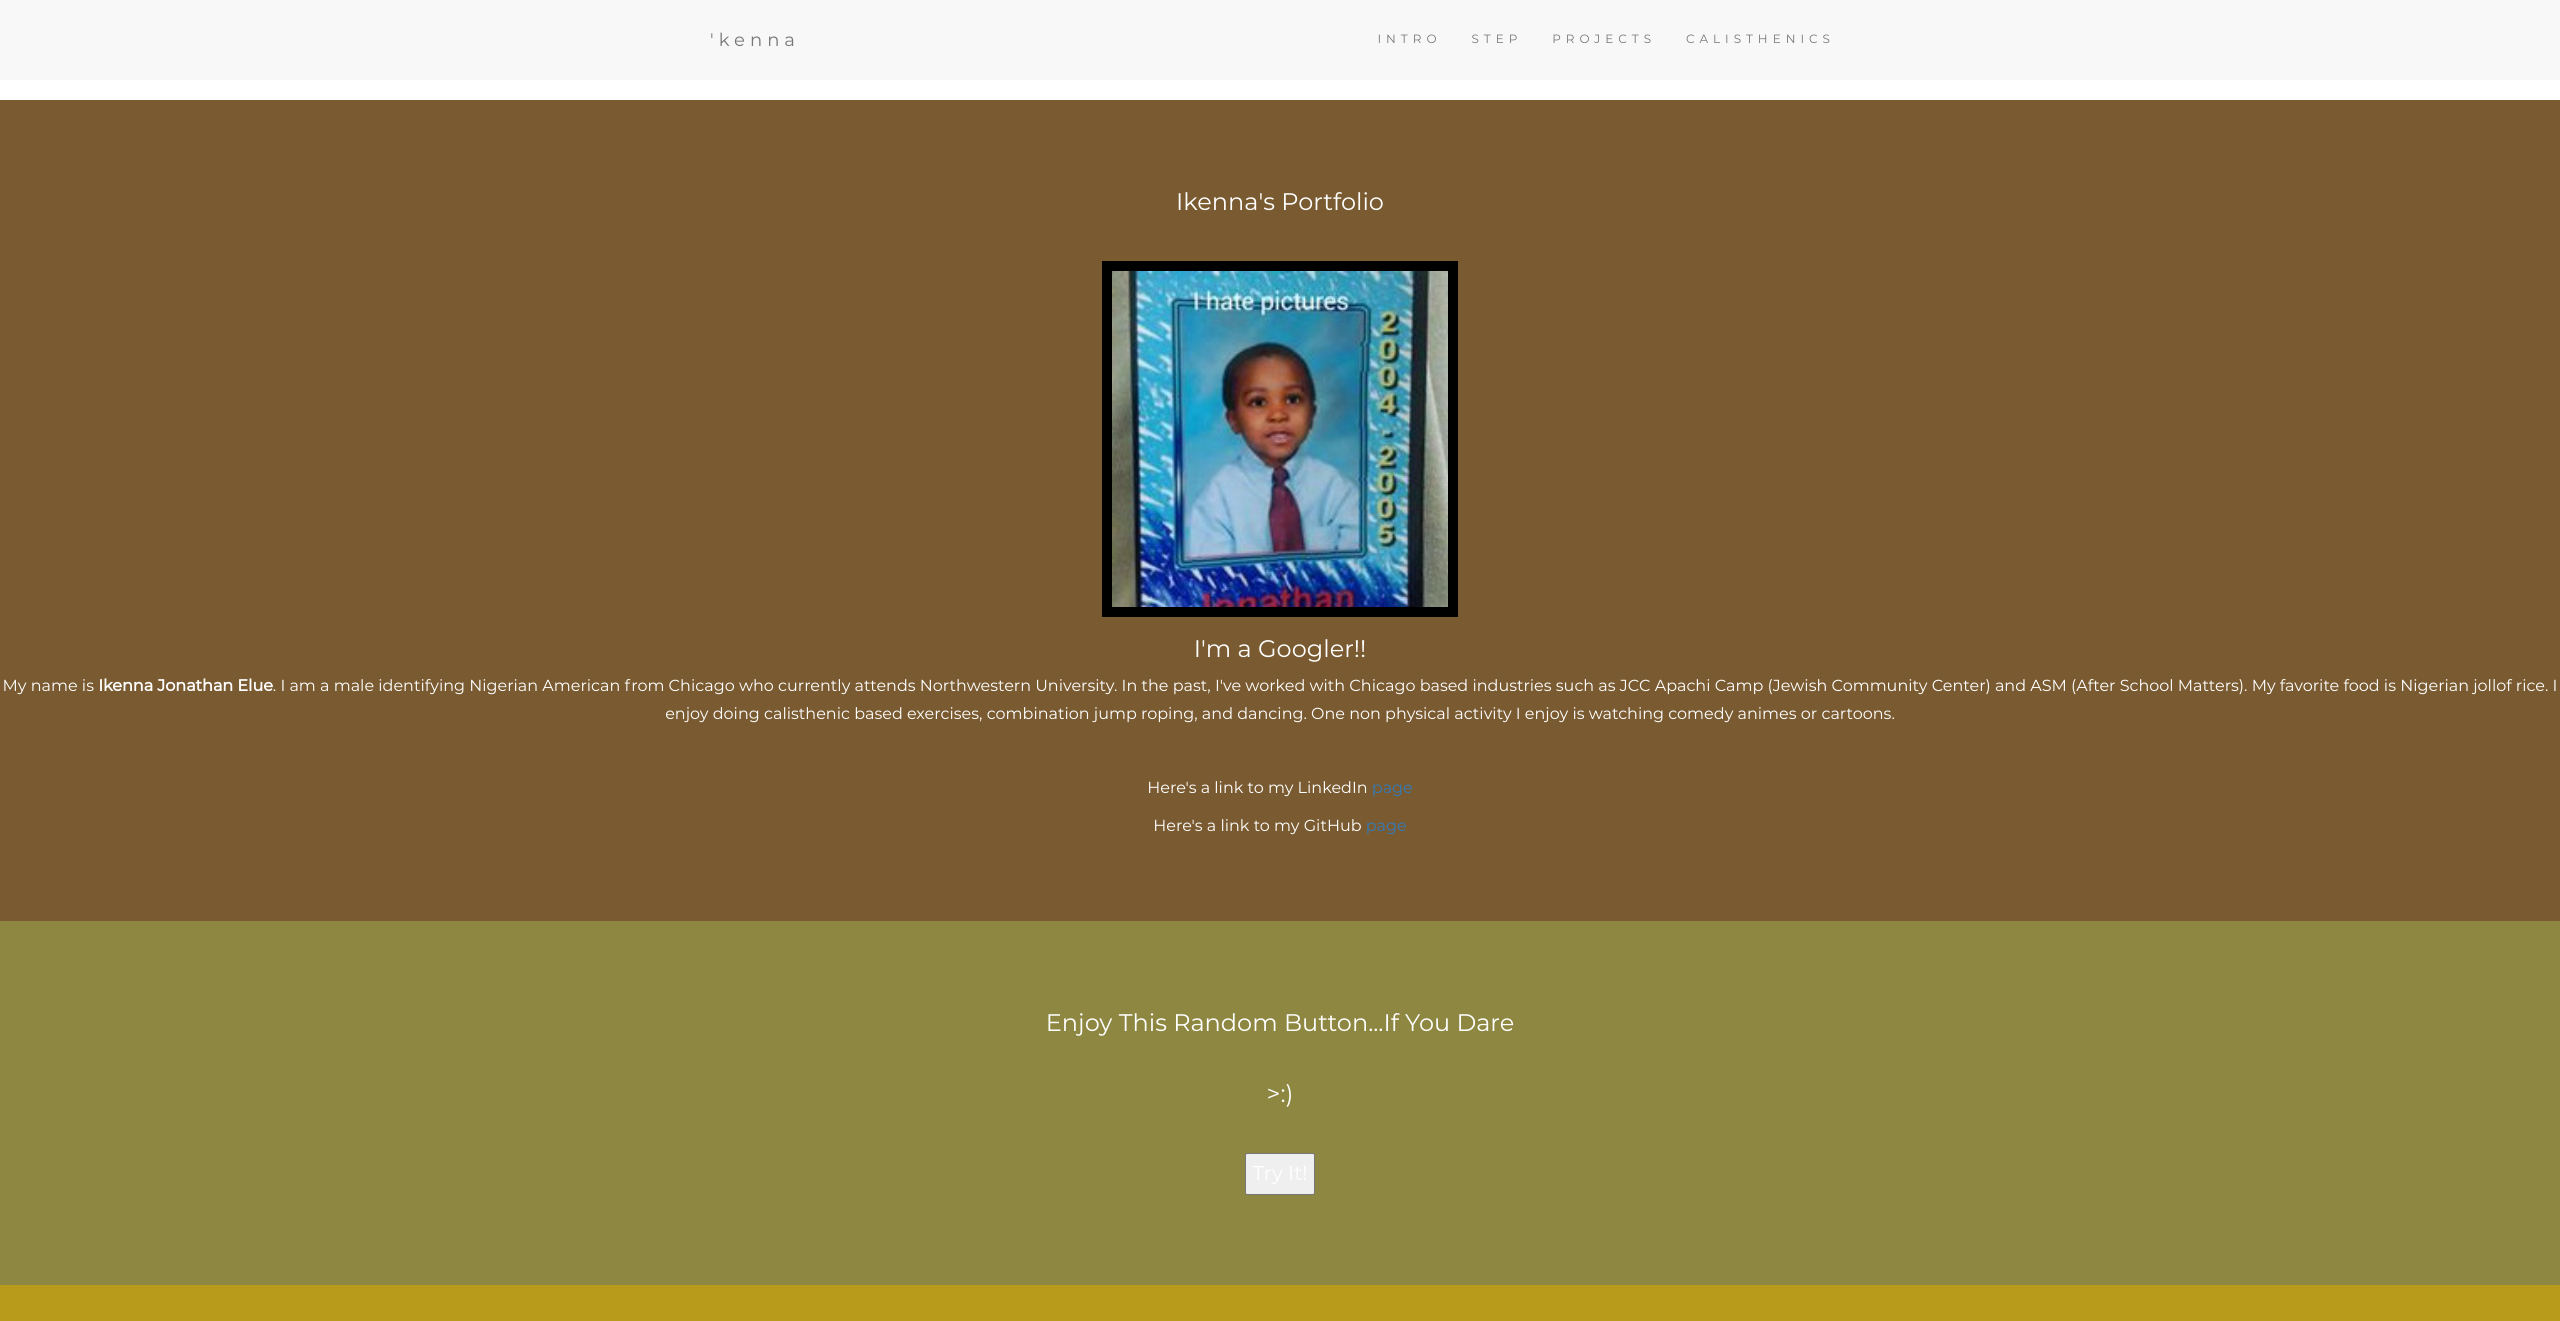 'kenna
INTRO STEP PROJECTS CALISTHENICS
Ikenna's Portfolio
I hate pictures
2004-2005
Jonathan
I'm a Googler!!
My name is Ikenna Jonathan Elue. I am a male identifying Nigerian American from Chicago who currently attends Northwestern University. In the past, I've worked with Chicago based industries such as JCC Apachi Camp (Jewish Community Center) and ASM (After School Matters). My favorite food is Nigerian jollof rice. I
enjoy doing calisthenic based exercises, combination jump roping, and dancing. One non physical activity I enjoy is watching comedy animes or cartoons.
Here's a link to my LinkedIn page
Here's a link to my GitHub page
Enjoy This Random Button...If You Dare
>:)
Try It!